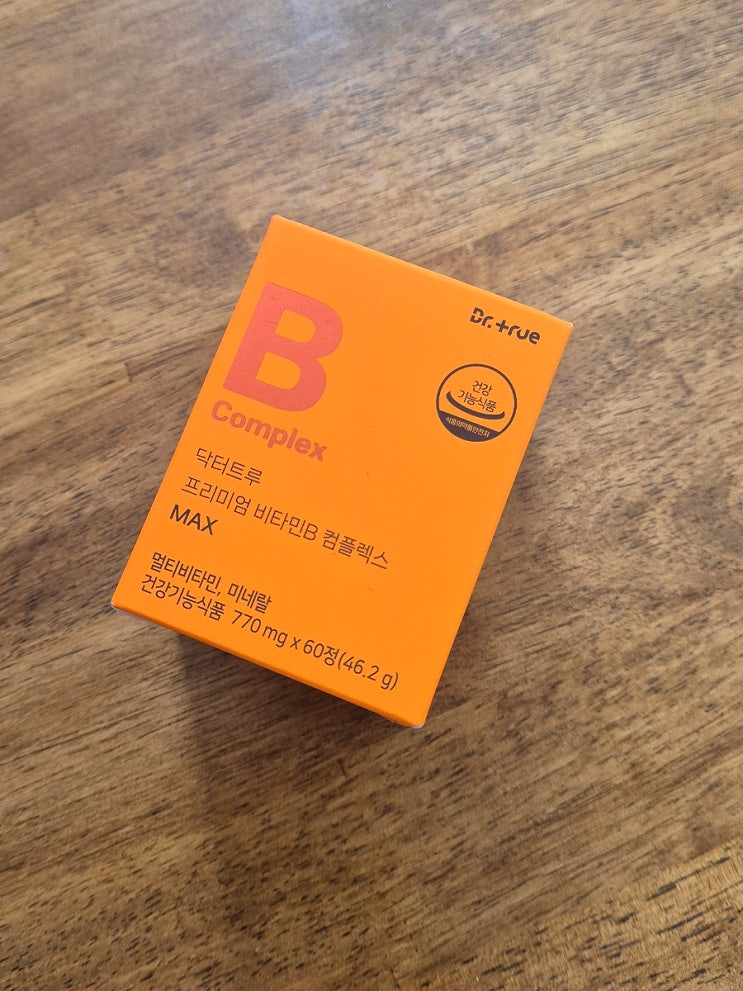 Dr.true
건강
기능식품
식품의약품안전처
B
Complex
닥터트루
프리미엄 비타민B 컴플렉스
MAX
멀티비타민, 미네랄
건강기능식품 770 mg x 60정(46.2 g)